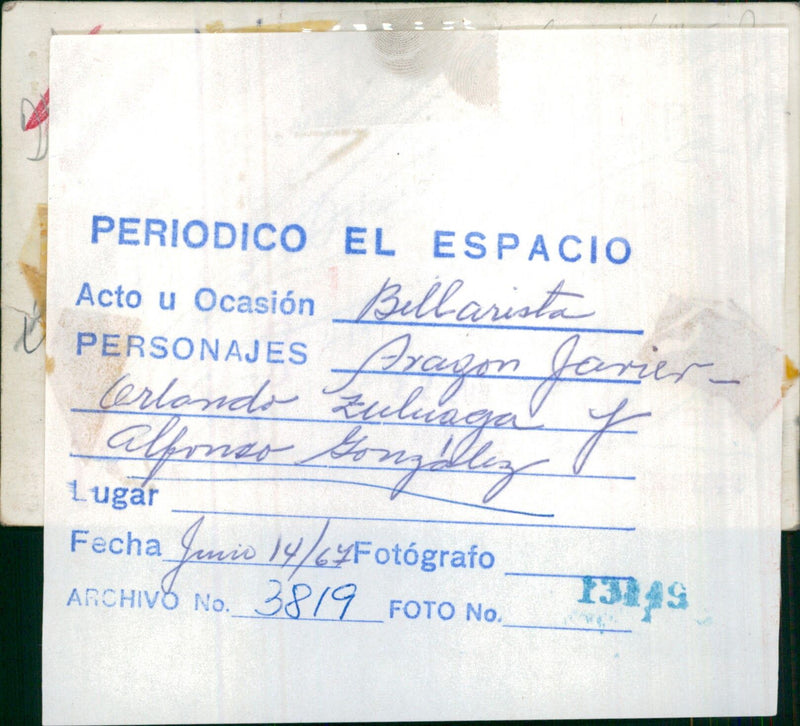 PERIODICO EL ESPACIO
Acto u Ocasión Billarista
PERSONAJES Aragon Javier -
Orlando Zuluaga y
Alfonso González
Lugar
Fecha Junio 14/67 Fotógrafo
ARCHIVO No. 3819 FOTO No.